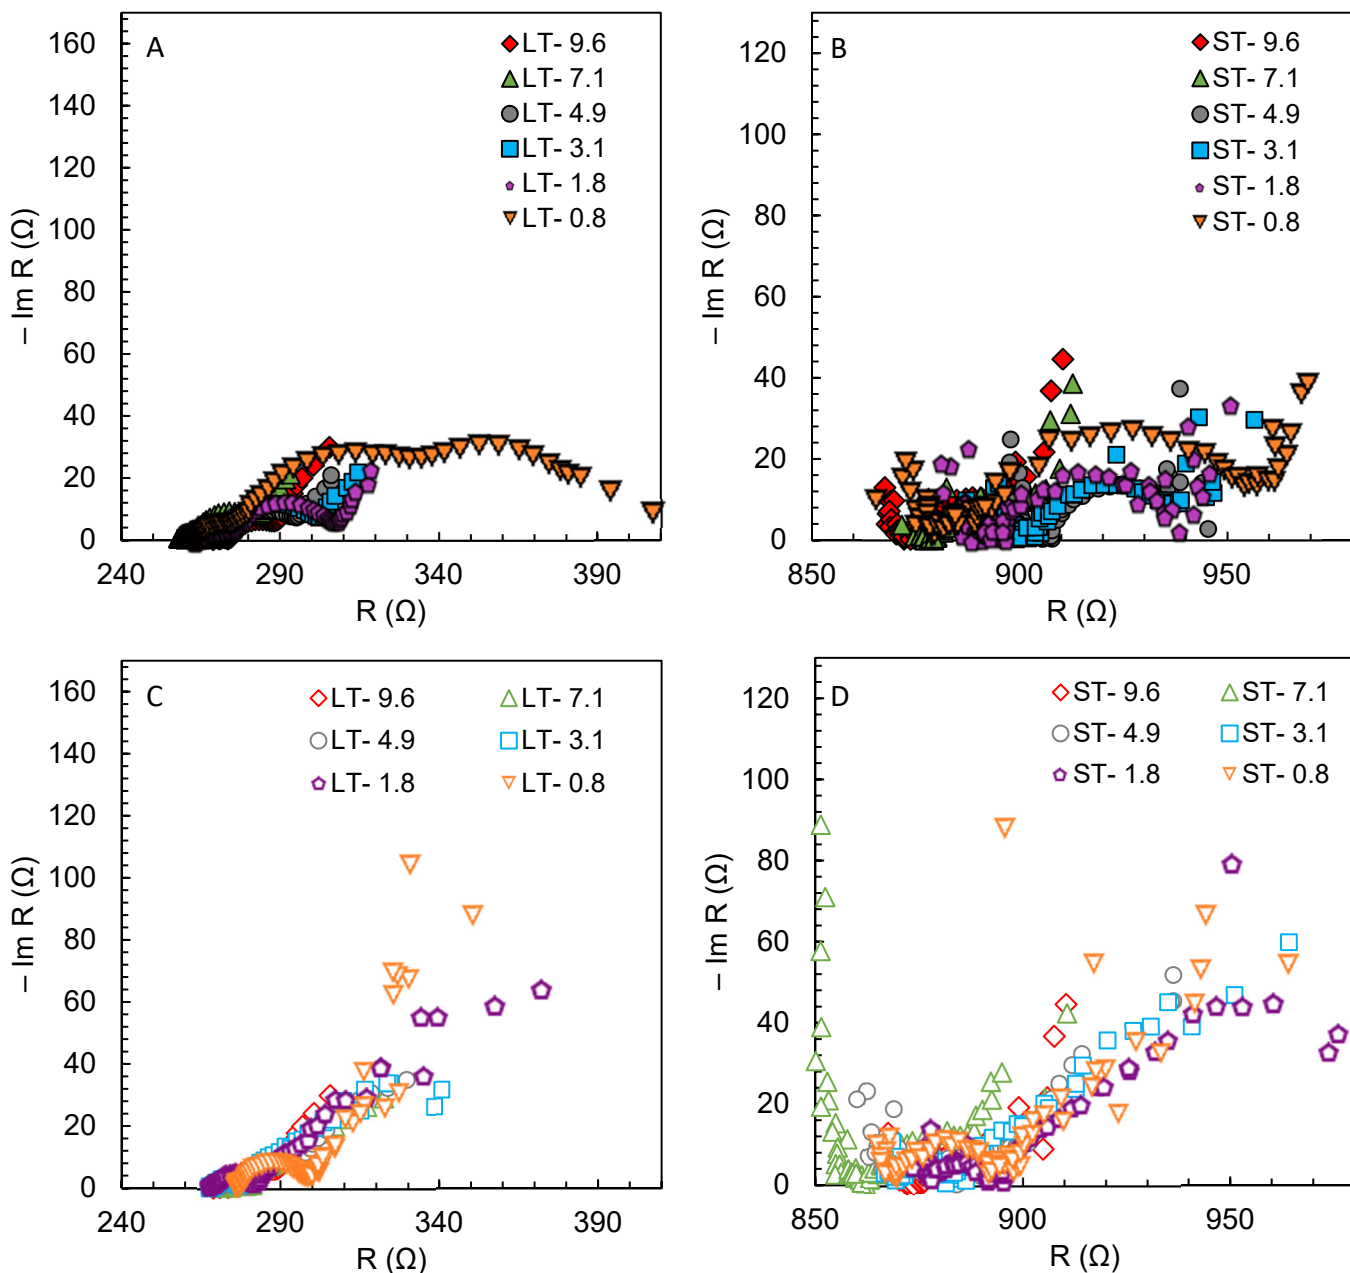 A
LT- 9.6
LT- 7.1
LT- 4.9
LT- 3.1
LT- 1.8
LT- 0.8
160
140
120
100
80
60
40
20
0
– Im R (Ω)
240
290
340
390
R (Ω)
B
ST- 9.6
ST- 7.1
ST- 4.9
ST- 3.1
ST- 1.8
ST- 0.8
120
100
80
60
40
20
0
– Im R (Ω)
850
900
950
R (Ω)
C
LT- 9.6
LT- 7.1
LT- 4.9
LT- 3.1
LT- 1.8
LT- 0.8
160
140
120
100
80
60
40
20
0
– Im R (Ω)
240
290
340
390
R (Ω)
D
ST- 9.6
ST- 7.1
ST- 4.9
ST- 3.1
ST- 1.8
ST- 0.8
120
100
80
60
40
20
0
– Im R (Ω)
850
900
950
R (Ω)